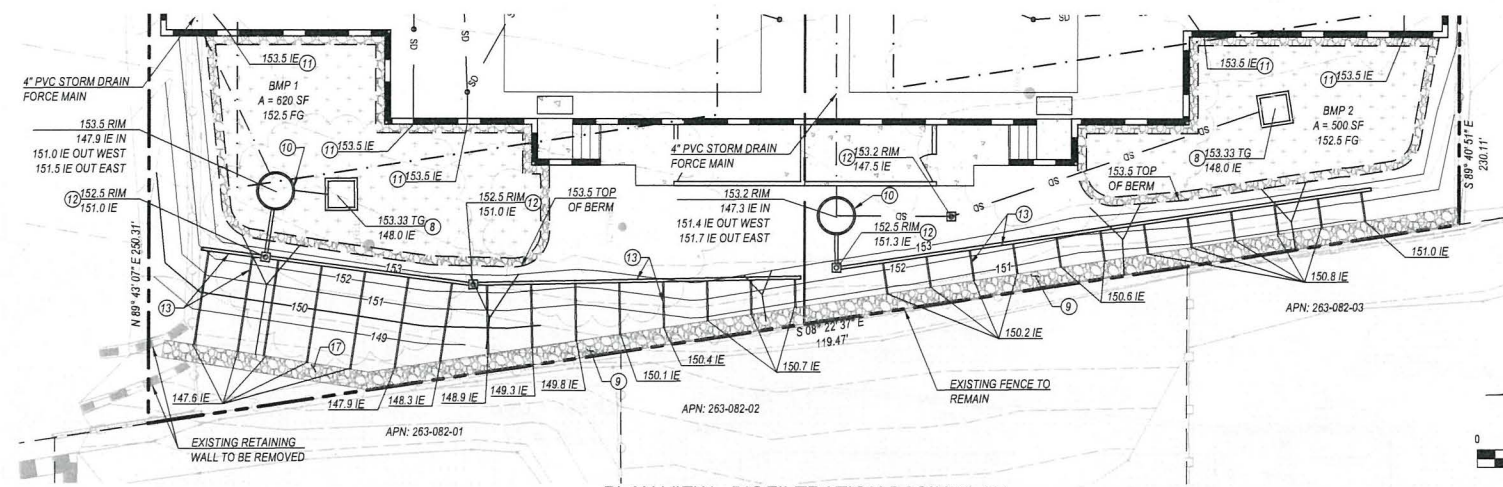 4" PVC STORM DRAIN
FORCE MAIN
153.5 IE 11
BMP 1
A = 620 SF
152.5 FG
153.5 RIM
147.9 IE IN
151.0 IE OUT WEST
151.5 IE OUT EAST
10
12 152.5 RIM
151.0 IE
11 153.5 IE
11 153.5 IE
153.33 TG
148.0 IE 8
152.5 RIM 12
151.0 IE
153.5 TOP
OF BERM
SD
SD
SD
SD
SD
4" PVC STORM DRAIN
FORCE MAIN
12 153.2 RIM
147.5 IE
153.2 RIM
147.3 IE IN
151.4 IE OUT WEST
151.7 IE OUT EAST
10
SD
152.5 RIM 12
151.3 IE
13
SD
SD
SD
153.5 IE 11
11 153.5 IE
BMP 2
A = 500 SF
152.5 FG
8 153.33 TG
148.0 IE
153.5 TOP
OF BERM
S 89° 40' 51" E
230.11'
N 89° 43' 07" E 250.31'
13
153
152
151
150
149
17
13
153
152
151
9
147.6 IE
147.9 IE
148.3 IE
148.9 IE
149.3 IE
149.8 IE
9
150.1 IE
150.4 IE
150.7 IE
S 08° 22' 37" E
119.47'
150.2 IE
150.6 IE
150.8 IE
151.0 IE
EXISTING FENCE TO
REMAIN
EXISTING RETAINING
WALL TO BE REMOVED
APN: 263-082-01
APN: 263-082-02
APN: 263-082-03
0